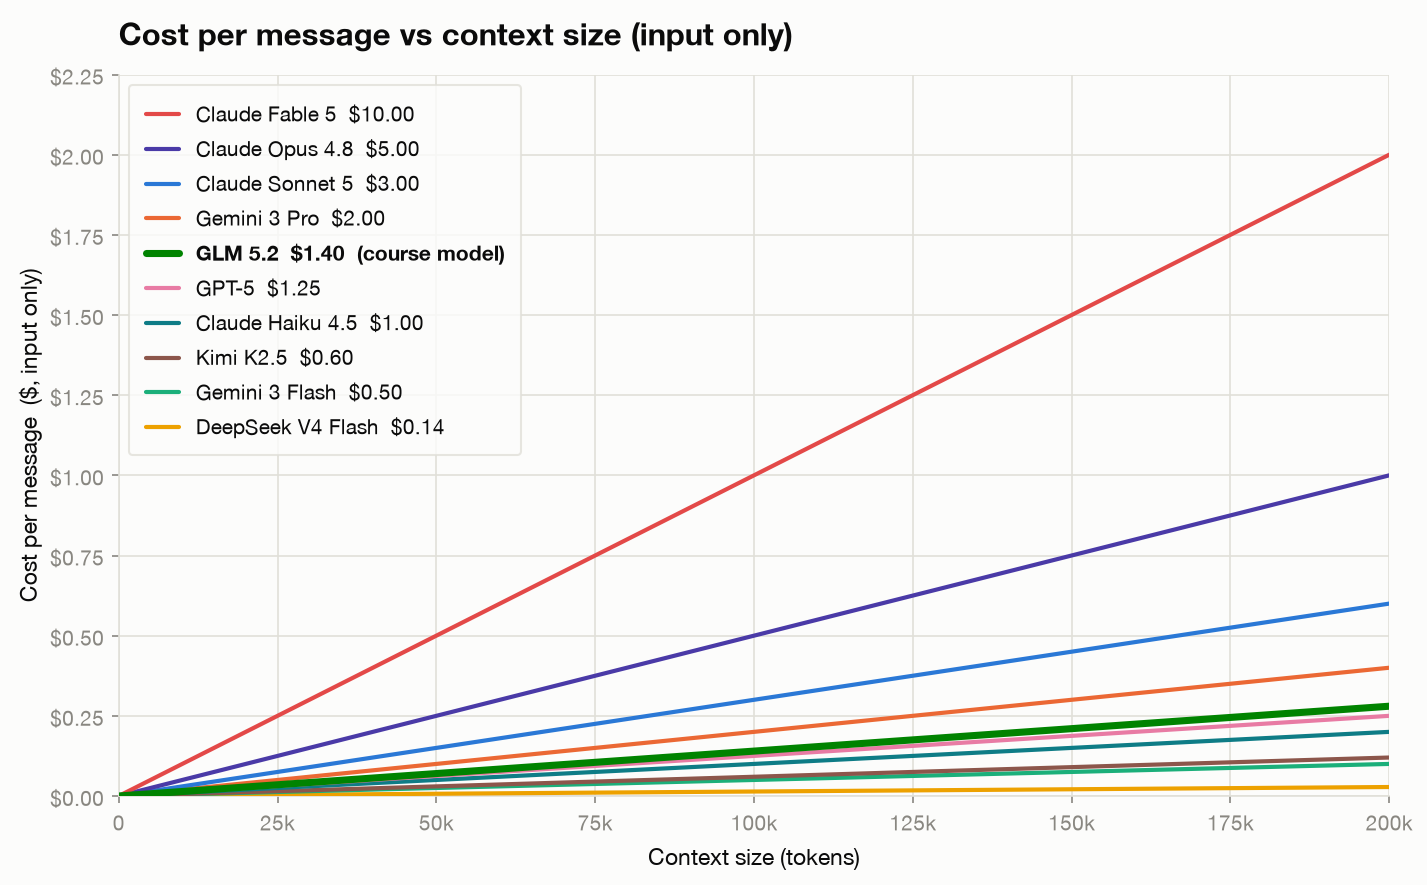 Cost per message vs context size (input only)
$2.25
$2.00
$1.75
$1.50
$1.25
$1.00
$0.75
$0.50
$0.25
$0.00
Cost per message ($, input only)
Claude Fable 5 $10.00
Claude Opus 4.8 $5.00
Claude Sonnet 5 $3.00
Gemini 3 Pro $2.00
GLM 5.2 $1.40 (course model)
GPT-5 $1.25
Claude Haiku 4.5 $1.00
Kimi K2.5 $0.60
Gemini 3 Flash $0.50
DeepSeek V4 Flash $0.14
0 25k 50k 75k 100k 125k 150k 175k 200k
Context size (tokens)